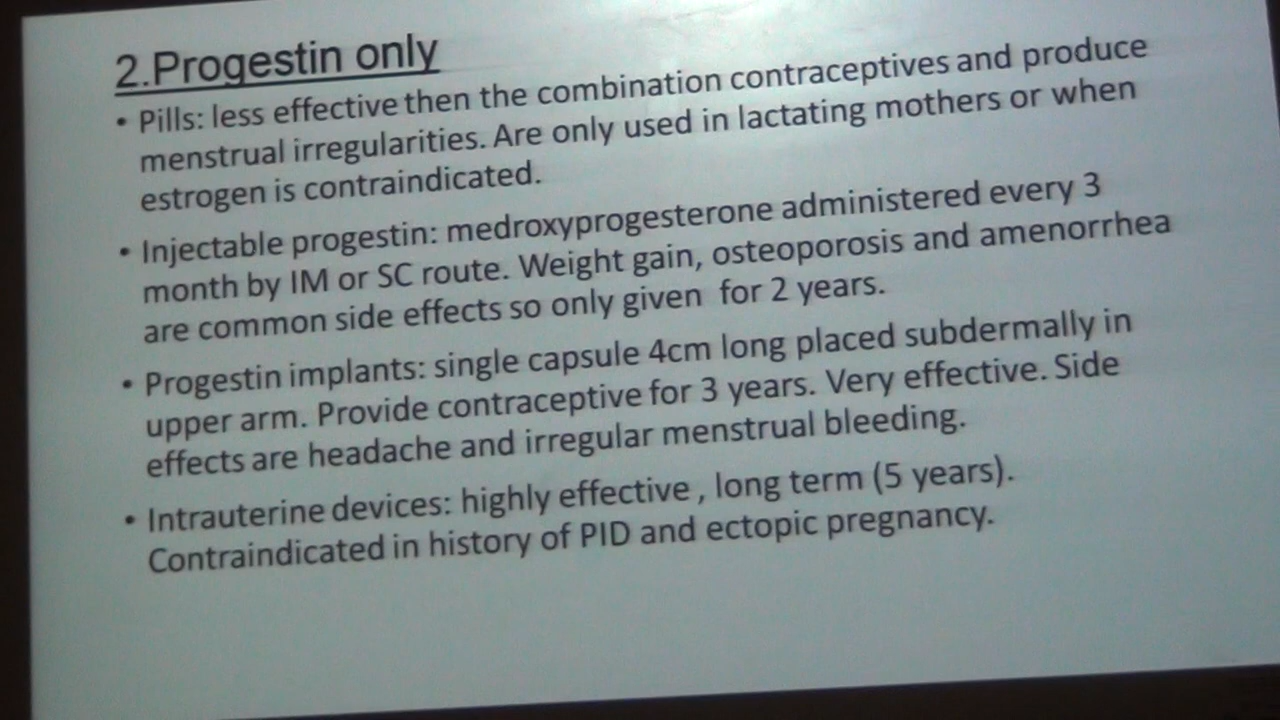 2.Progestin only
• Pills: less effective then the combination contraceptives and produce
menstrual irregularities. Are only used in lactating mothers or when
estrogen is contraindicated.
• Injectable progestin: medroxyprogesterone administered every 3
month by IM or SC route. Weight gain, osteoporosis and amenorrhea
are common side effects so only given for 2 years.
• Progestin implants: single capsule 4cm long placed subdermally in
upper arm. Provide contraceptive for 3 years. Very effective. Side
effects are headache and irregular menstrual bleeding.
• Intrauterine devices: highly effective , long term (5 years).
Contraindicated in history of PID and ectopic pregnancy.